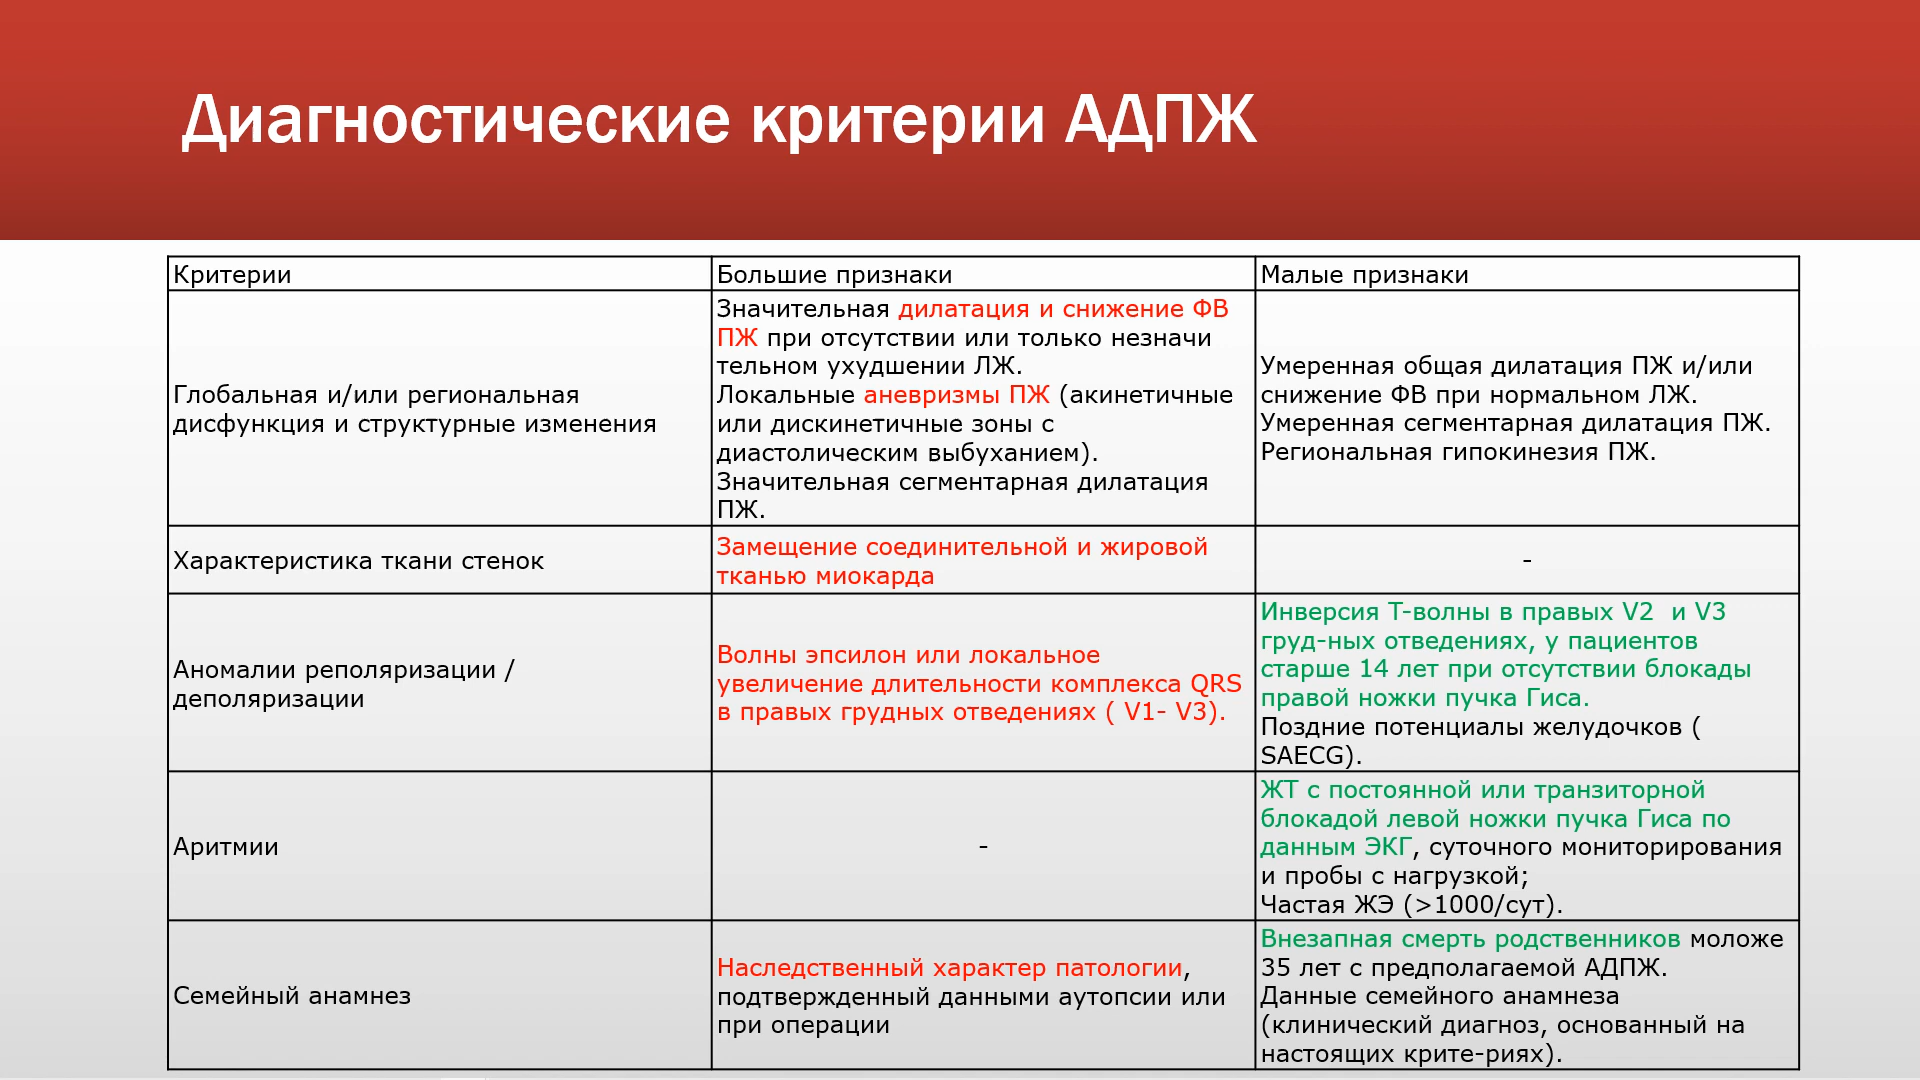 Диагностические критерии АДПЖ
Критерии
Большие признаки
Малые признаки
Глобальная и/или региональная
дисфункция и структурные изменения
Значительная дилатация и снижение ФВ
ПЖ при отсутствии или только незначи
тельном ухудшении ЛЖ.
Локальные аневризмы ПЖ (акинетичные
или дискинетичные зоны с
диастолическим выбуханием).
Значительная сегментарная дилатация
ПЖ.
Умеренная общая дилатация ПЖ и/или
снижение ФВ при нормальном ЛЖ.
Умеренная сегментарная дилатация ПЖ.
Региональная гипокинезия ПЖ.
Характеристика ткани стенок
Замещение соединительной и жировой
тканью миокарда
-
Аномалии реполяризации /
деполяризации
Волны эпсилон или локальное
увеличение длительности комплекса QRS
в правых грудных отведениях ( V1- V3).
Инверсия Т-волны в правых V2  и V3
груд-ных отведениях, у пациентов
старше 14 лет при отсутствии блокады
правой ножки пучка Гиса.
Поздние потенциалы желудочков (
SAECG).
Аритмии
-
ЖТ с постоянной или транзиторной
блокадой левой ножки пучка Гиса по
данным ЭКГ, суточного мониторирования
и пробы с нагрузкой;
Частая ЖЭ (>1000/сут).
Семейный анамнез
Наследственный характер патологии,
подтвержденный данными аутопсии или
при операции
Внезапная смерть родственников моложе
35 лет с предполагаемой АДПЖ.
Данные семейного анамнеза
(клинический диагноз, основанный на
настоящих крите-риях).